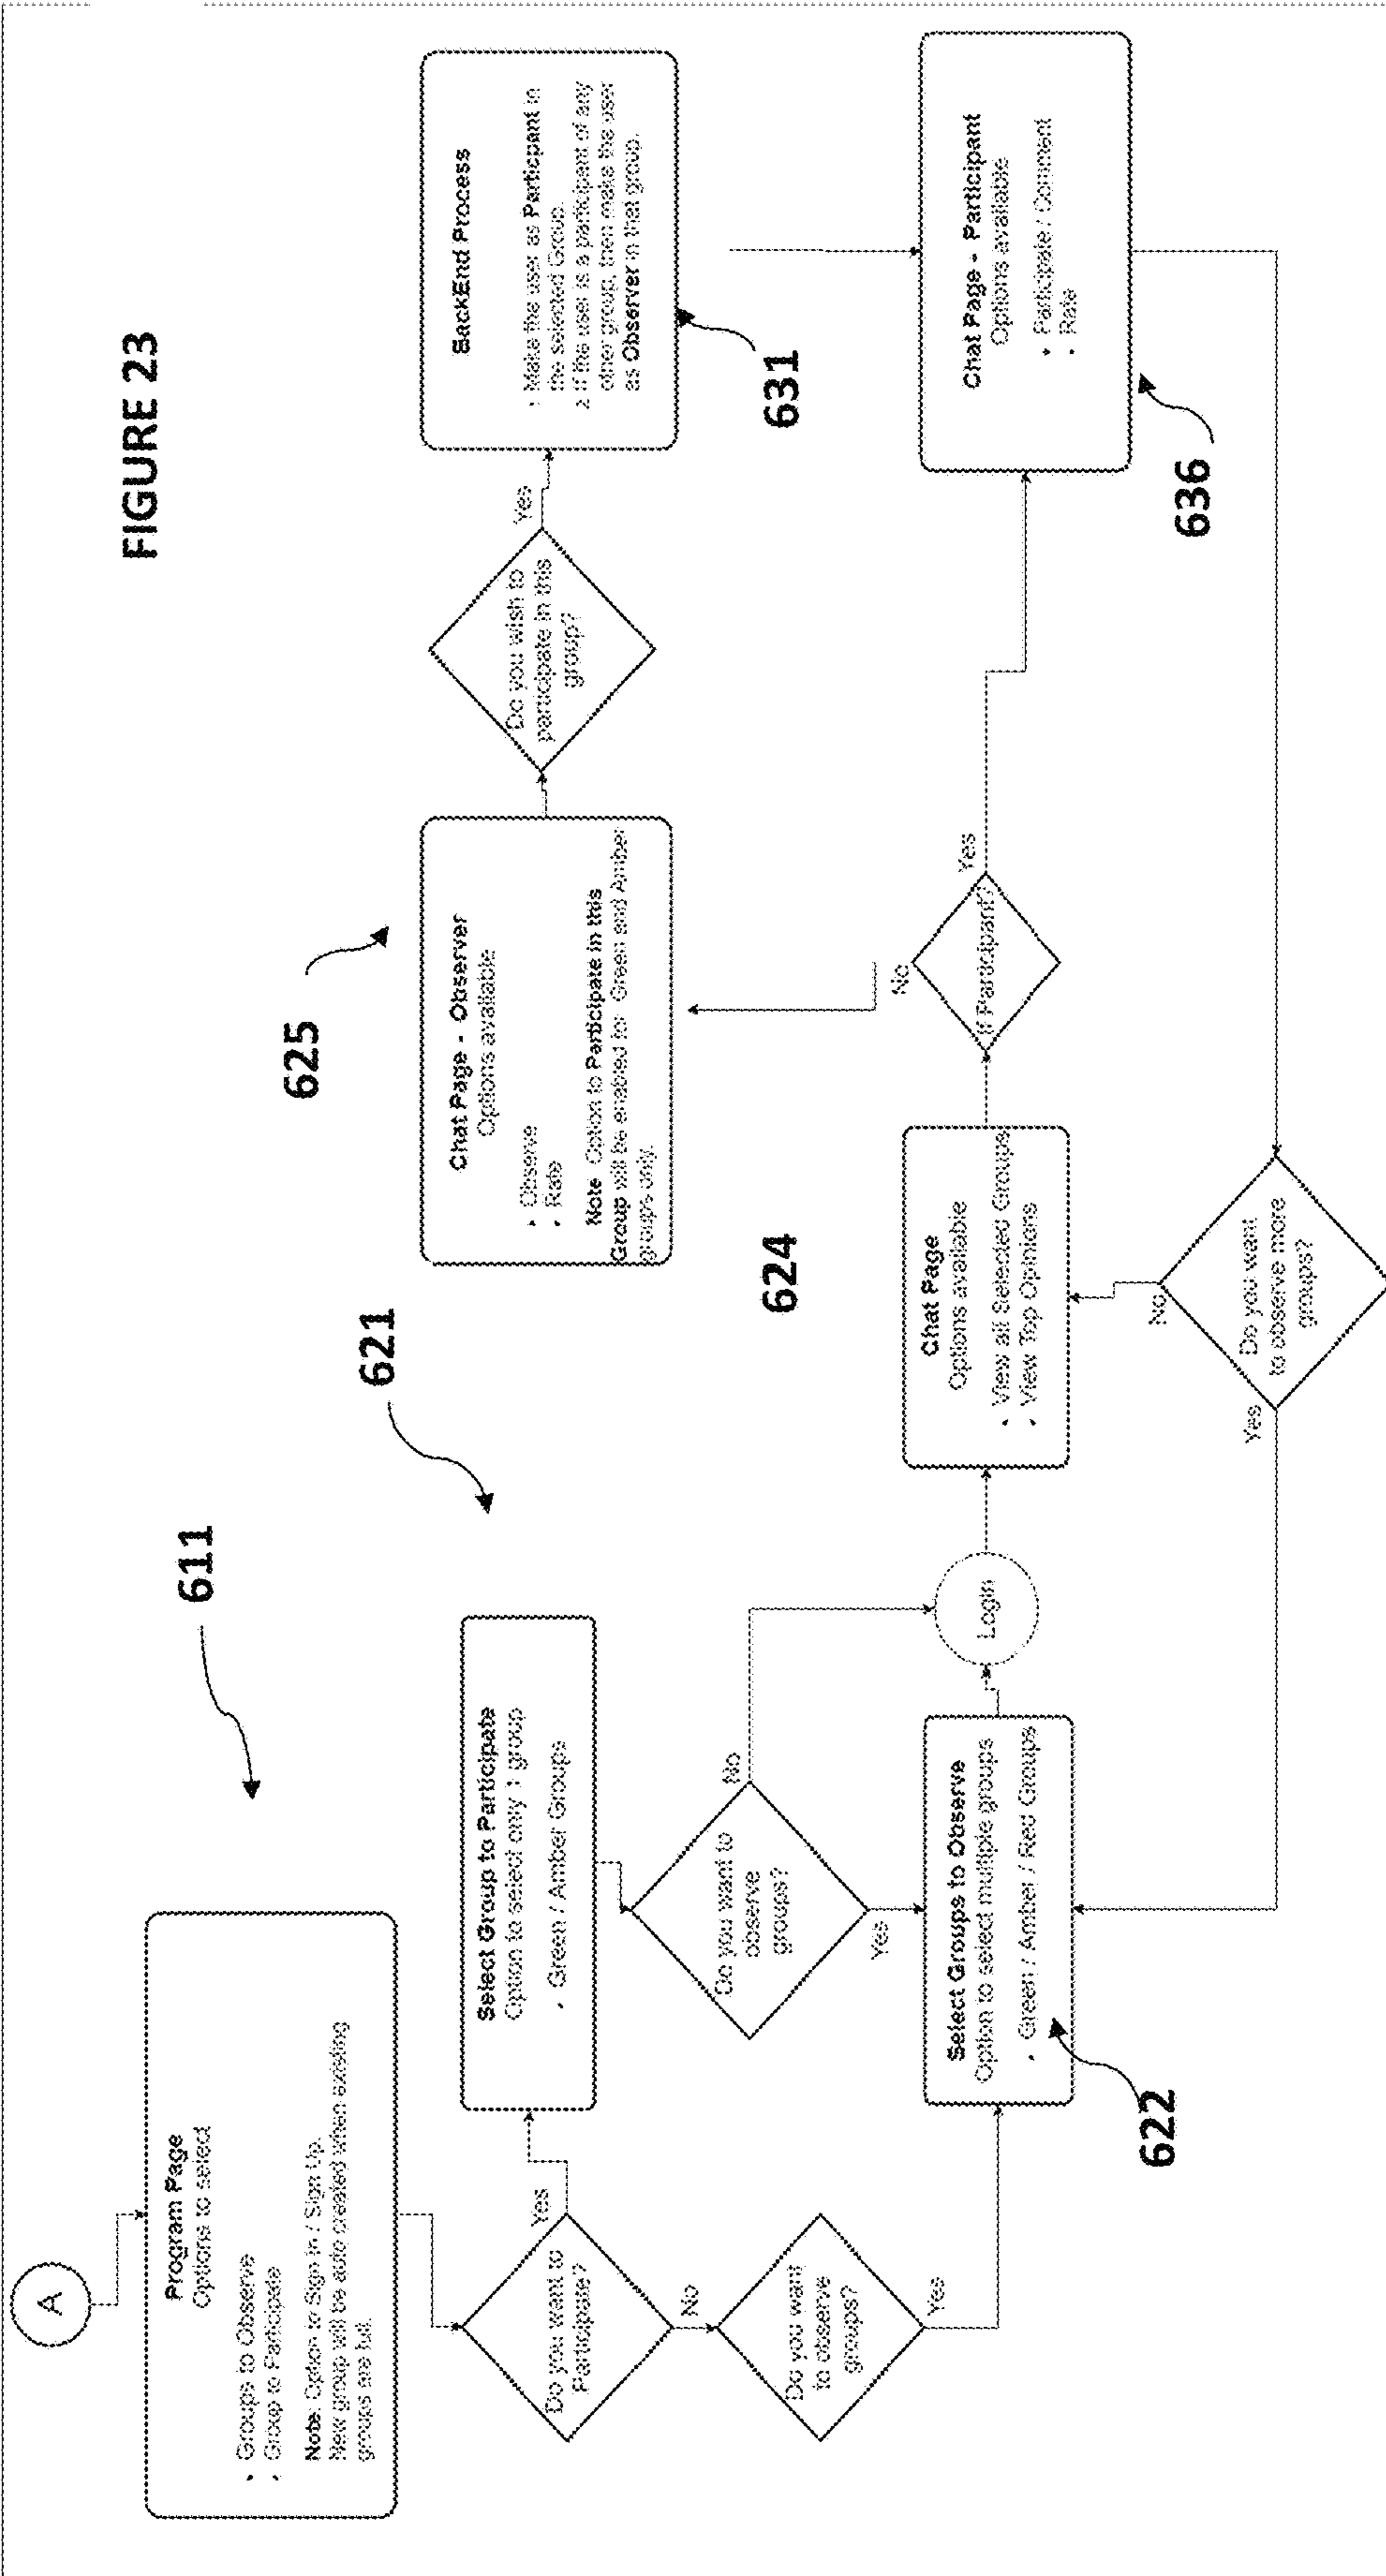 FIGURE 23
611
621
625
A
Program Page
Options to select
• Groups to Observe
• Group to Participate
Note: Option to Sign In / Sign Up.
New group will be auto created when existing
groups are full.
Do you want to
Participate?
Yes
No
Select Group to Participate
Option to select only 1 group
• Green / Amber Groups
Do you want to
observe
groups?
No
Yes
Do you want
to observe
groups?
Yes
Select Groups to Observe
Option to select multiple groups
• Green / Amber / Red Groups
622
Login
624
Chat Page
Options available
• View all Selected Groups
• View Top Opinions
If Participant?
No
Yes
Chat Page - Observer
Options available
• Observe
• Rate
Note Option to Participate in this
Group will be enabled for Green and Amber
groups only.
Do you wish to
participate in this
group?
Yes
BackEnd Process
1 Make the user as Particpant in
the selected Group.
2 If the user is a participant of any
other group, then make the user
as Observer in that group.
631
Chat Page - Participant
Options available
• Participate / Comment
• Rate
636
Do you want
to observe more
groups?
No
Yes